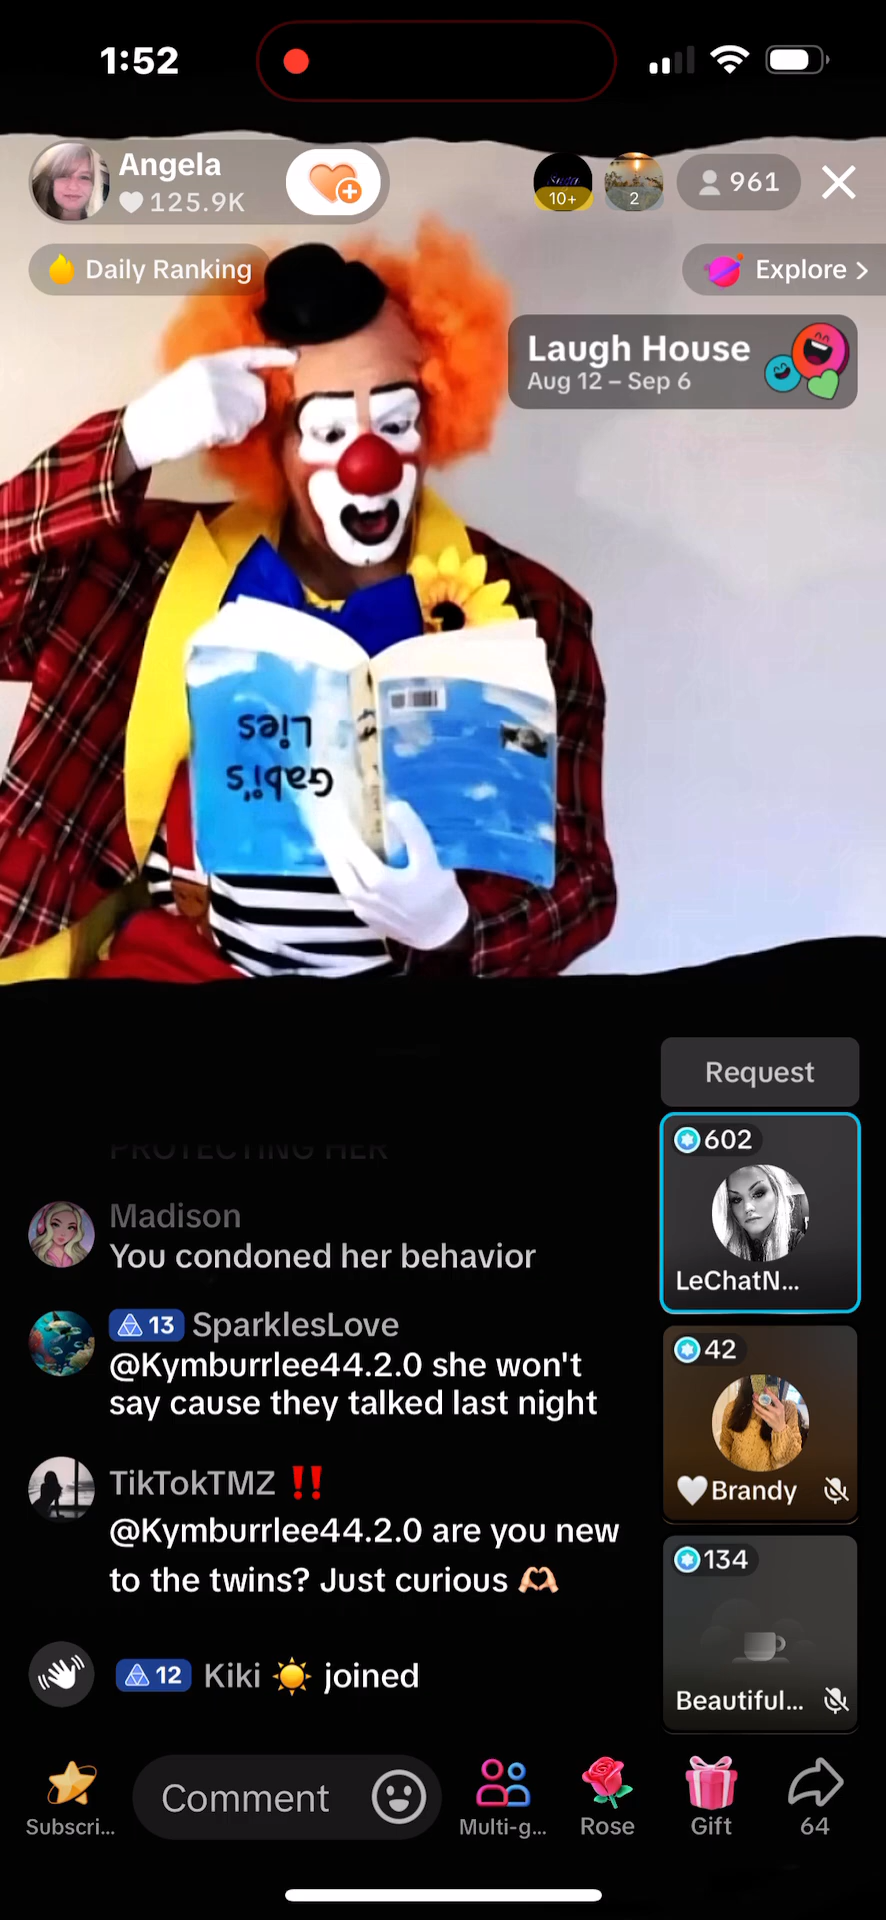 1:52
Angela
125.9K
10+
2
961
Daily Ranking
Explore >
Laugh House
Aug 12 – Sep 6
Gabi's
Lies
Request
PROTECTING HER
602
LeChatN...
Madison
You condoned her behavior
13 SparklesLove
@Kymburrlee44.2.0 she won't
say cause they talked last night
42
🤍Brandy
TikTokTMZ ‼️
@Kymburrlee44.2.0 are you new
to the twins? Just curious 🫶🏻
134
Beautiful...
12 Kiki ☀️ joined
Subscri...
Comment
Multi-g...
Rose
Gift
64